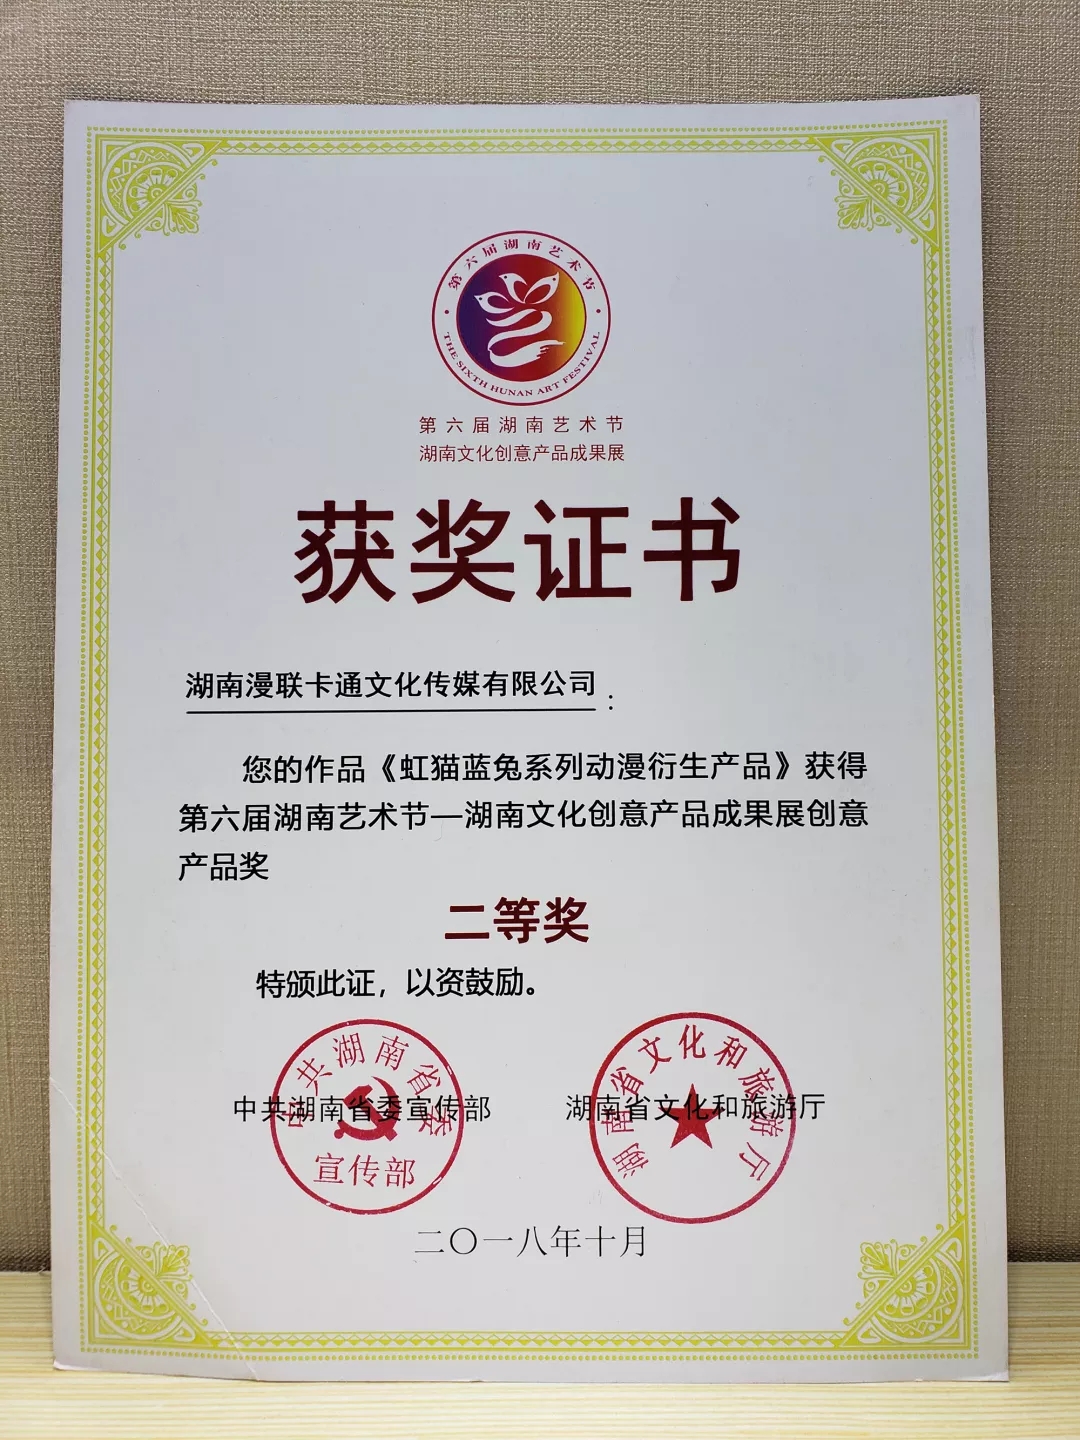 第六届湖南艺术节
THE SIXTH HUNAN ART FESTIVAL
第六届湖南艺术节
湖南文化创意产品成果展
获奖证书
湖南漫联卡通文化传媒有限公司：
您的作品《虹猫蓝兔系列动漫衍生产品》获得
第六届湖南艺术节—湖南文化创意产品成果展创意
产品奖
二等奖
特颁此证，以资鼓励。
中共湖南省委宣传部 湖南省文化和旅游厅
中共湖南省委
宣传部
湖南省文化和旅游厅
二〇一八年十月